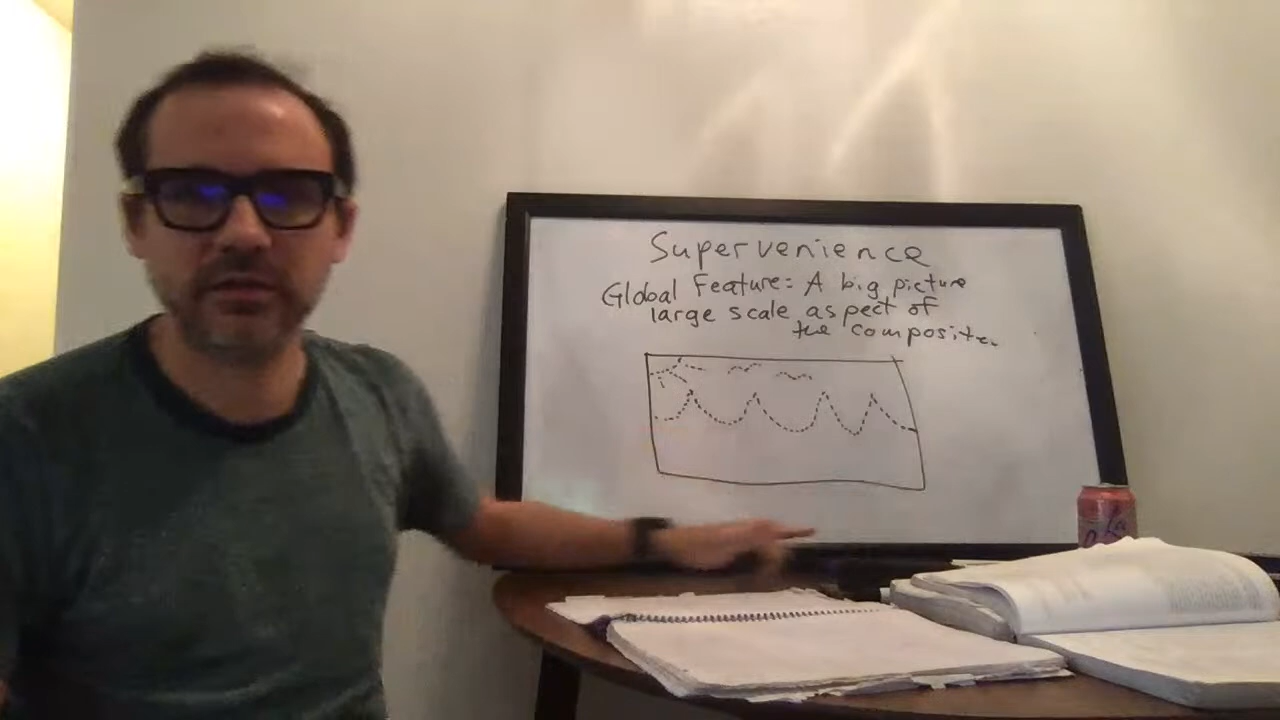 Supervenience
Global Feature: A big picture
large scale aspect of
the composite.